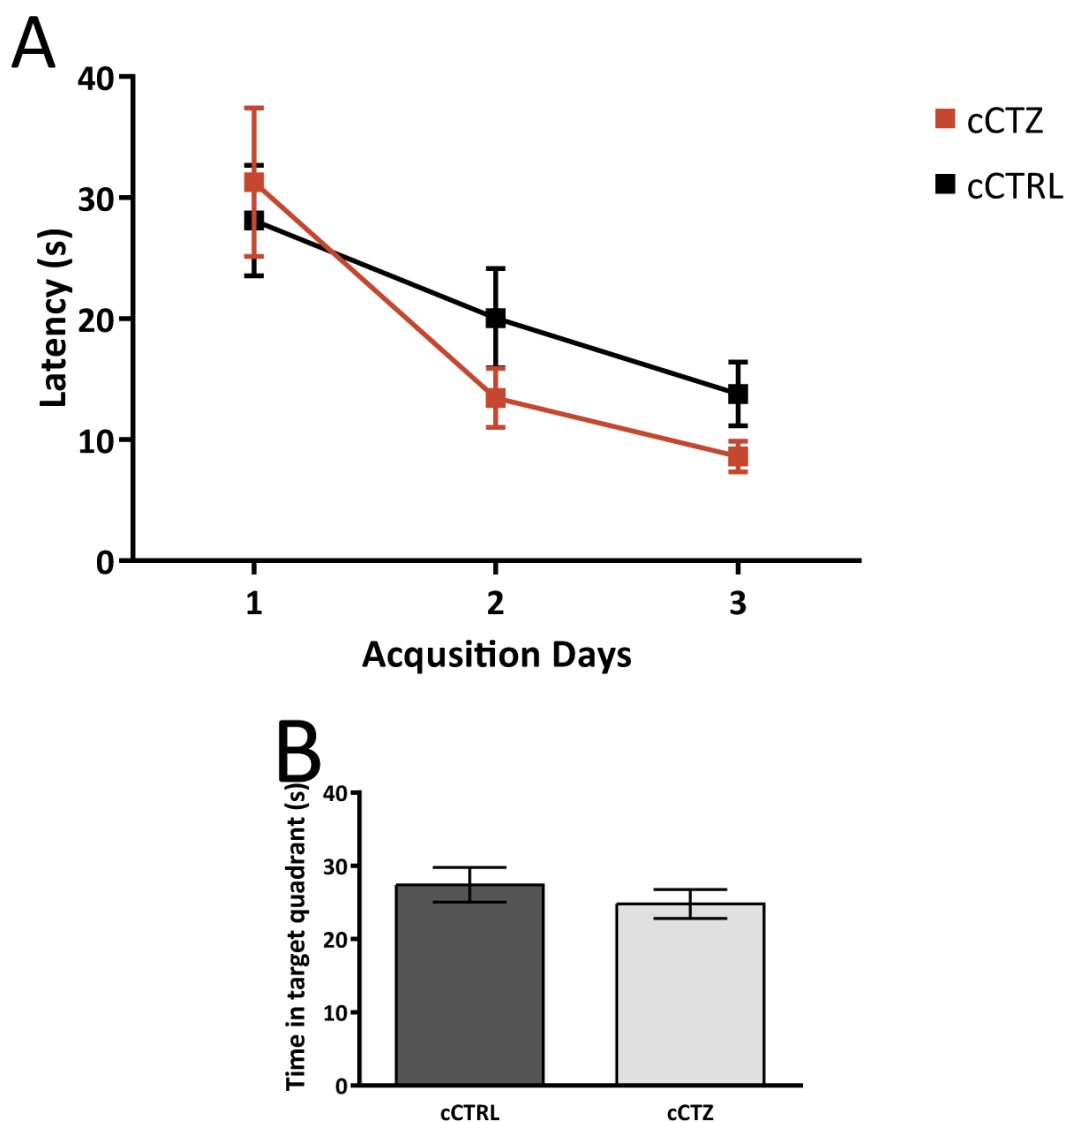 A
40
30
20
10
0
Latency (s)
1 2 3
Acqusition Days
cCTZ
cCTRL
B
40
30
20
10
0
Time in target quadrant (s)
cCTRL cCTZ